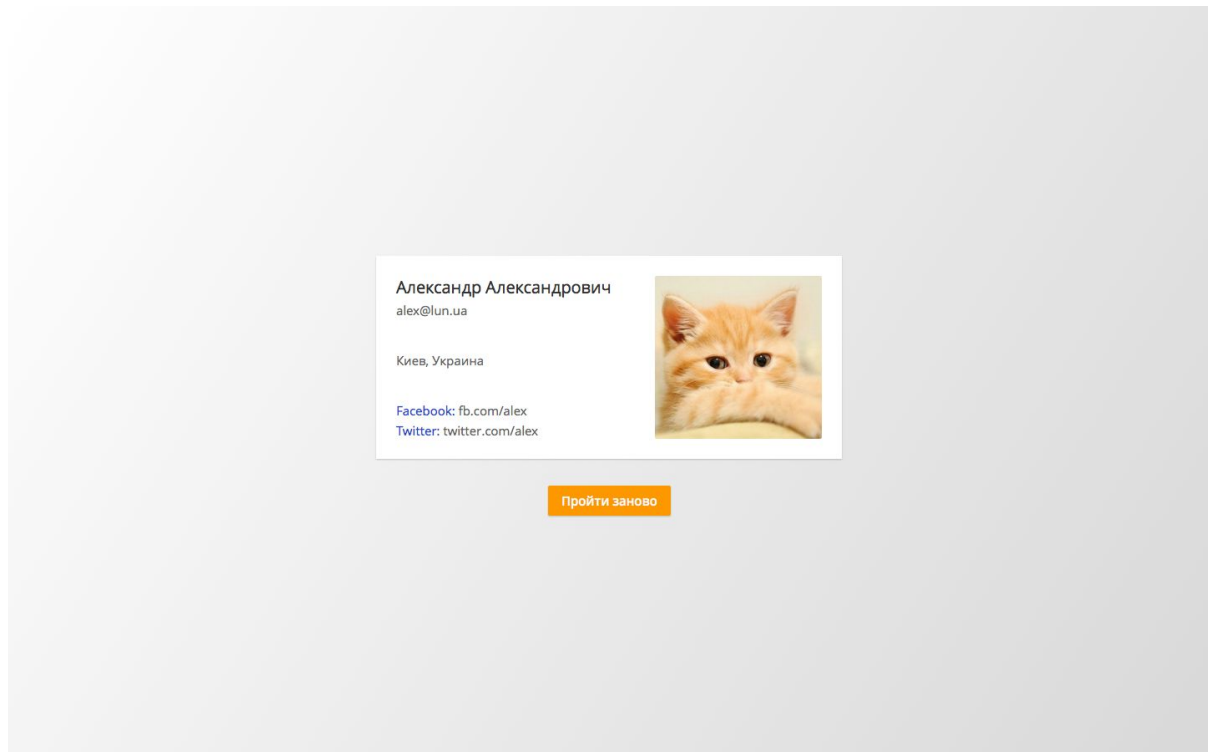 Александр Александрович
alex@lun.ua
Киев, Украина
Facebook: fb.com/alex
Twitter: twitter.com/alex
Пройти заново